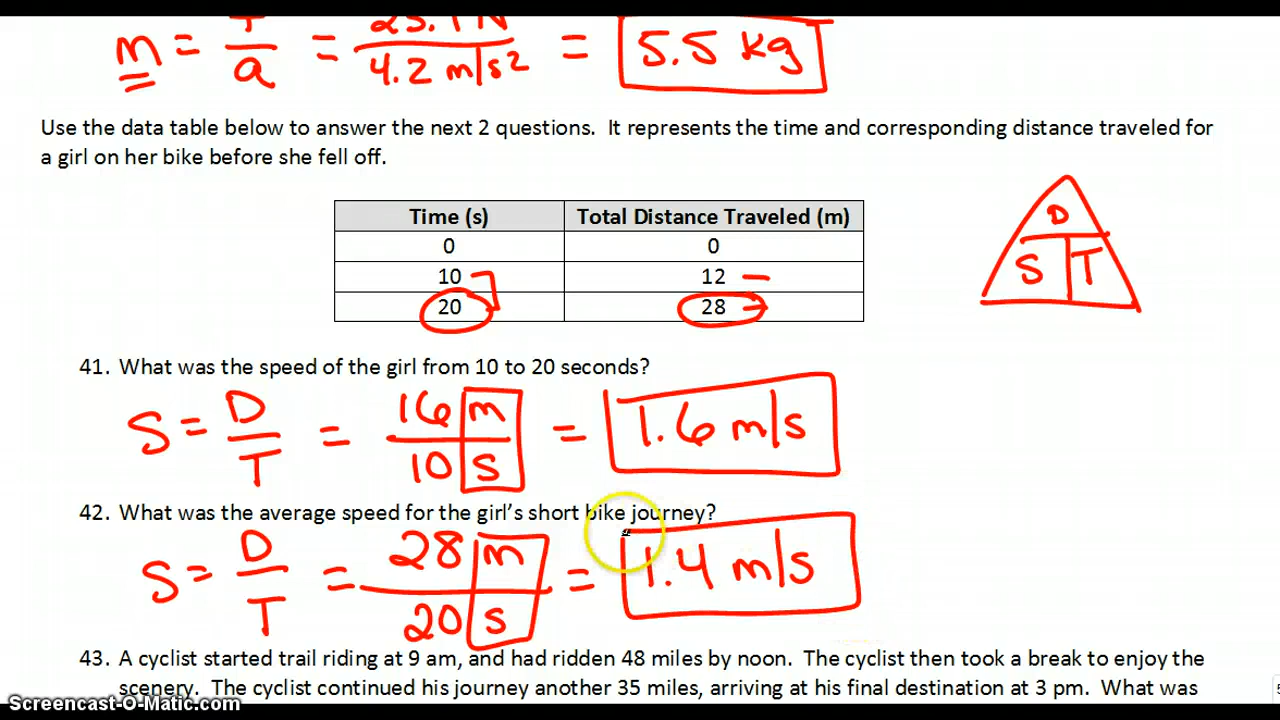 m = F/a = 23.1 N / 4.2 m/s² = 5.5 kg
Use the data table below to answer the next 2 questions. It represents the time and corresponding distance traveled for
a girl on her bike before she fell off.
Time (s) Total Distance Traveled (m)
0 0
10 12
20 28
D
S T
41. What was the speed of the girl from 10 to 20 seconds?
S = D/T = 16 m / 10 s = 1.6 m/s
42. What was the average speed for the girl's short bike journey?
S = D/T = 28 m / 20 s = 1.4 m/s
43. A cyclist started trail riding at 9 am, and had ridden 48 miles by noon. The cyclist then took a break to enjoy the
scenery. The cyclist continued his journey another 35 miles, arriving at his final destination at 3 pm. What was
Screencast-O-Matic.com